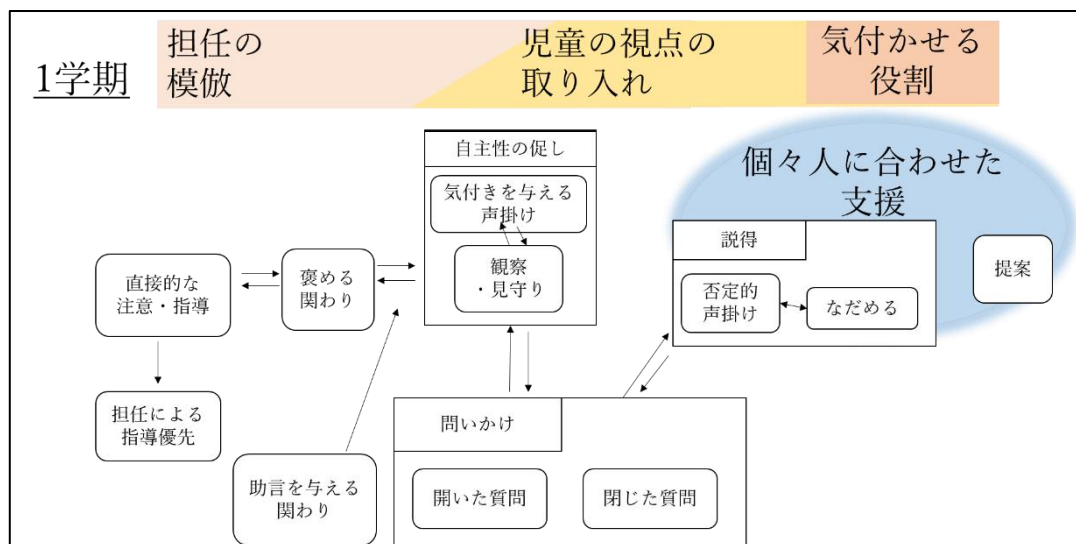 1学期
担任の
模倣
児童の視点の
取り入れ
気付かせる
役割
自主性の促し
気付きを与える
声掛け
観察
・見守り
個々人に合わせた
支援
説得
否定的
声掛け
なだめる
提案
直接的な
注意・指導
褒める
関わり
担任による
指導優先
助言を与える
関わり
問いかけ
開いた質問
閉じた質問